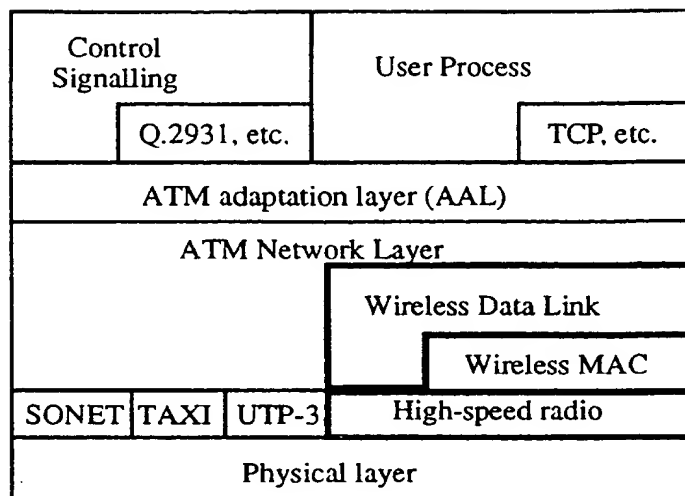 Control
Signalling
User Process
Q.2931, etc.
TCP, etc.
ATM adaptation layer (AAL)
ATM Network Layer
Wireless Data Link
Wireless MAC
SONET TAXI UTP-3 High-speed radio
Physical layer